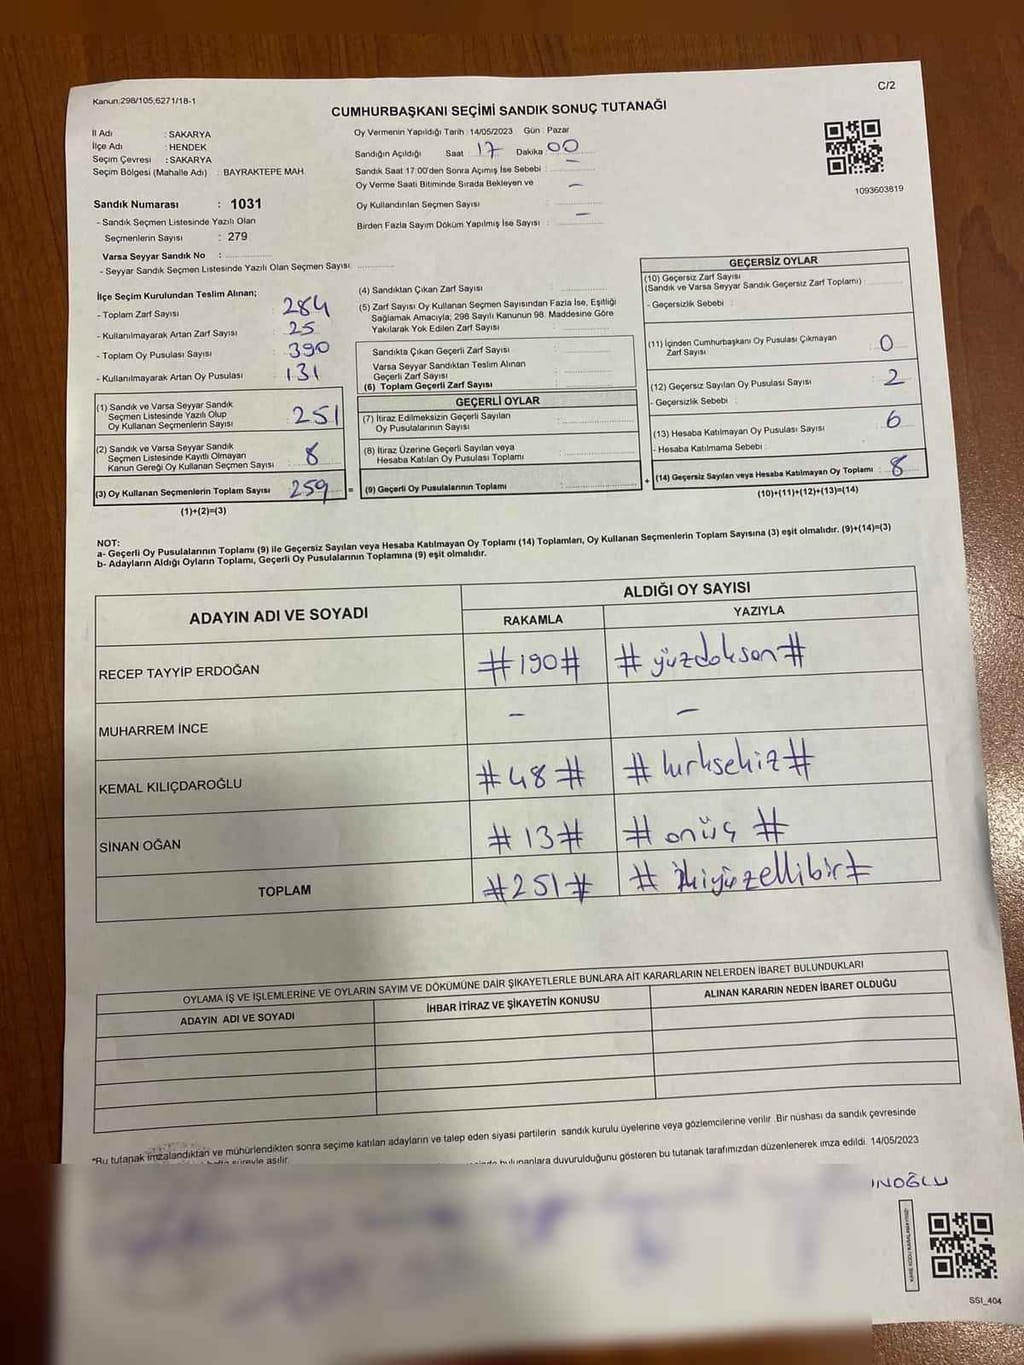 Kanun:298/105,6271/18-1
C/2
CUMHURBAŞKANI SEÇİMİ SANDIK SONUÇ TUTANAĞI
İl Adı : SAKARYA
İlçe Adı : HENDEK
Seçim Çevresi : SAKARYA
Seçim Bölgesi (Mahalle Adı) : BAYRAKTEPE MAH.
Oy Vermenin Yapıldığı Tarih : 14/05/2023 Gün : Pazar
Sandığın Açıldığı Saat 17 Dakika 00
Sandık Saat 17:00'den Sonra Açımış İse Sebebi : –
Oy Verme Saati Bitiminde Sırada Bekleyen ve
Oy Kullandırılan Seçmen Sayısı : –
Birden Fazla Sayım Döküm Yapılmış İse Sayısı : –
1093603819
Sandık Numarası : 1031
- Sandık Seçmen Listesinde Yazılı Olan
Seçmenlerin Sayısı : 279
Varsa Seyyar Sandık No :
- Seyyar Sandık Seçmen Listesinde Yazılı Olan Seçmen Sayısı:
İlçe Seçim Kurulundan Teslim Alınan;
- Toplam Zarf Sayısı : 284
- Kullanılmayarak Artan Zarf Sayısı : 25
- Toplam Oy Pusulası Sayısı : 390
- Kullanılmayarak Artan Oy Pusulası : 131
(1) Sandık ve Varsa Seyyar Sandık
Seçmen Listesinde Yazılı Olup
Oy Kullanan Seçmenlerin Sayısı : 251
(2) Sandık ve Varsa Seyyar Sandık
Seçmen Listesinde Kayıtlı Olmayan
Kanun Gereği Oy Kullanan Seçmen Sayısı : 8
(3) Oy Kullanan Seçmenlerin Toplam Sayısı : 259
(1)+(2)=(3)
(4) Sandıktan Çıkan Zarf Sayısı :
(5) Zarf Sayısı Oy Kullanan Seçmen Sayısından Fazla İse, Eşitliği
Sağlamak Amacıyla; 298 Sayılı Kanunun 98. Maddesine Göre
Yakılarak Yok Edilen Zarf Sayısı :
Sandıkta Çıkan Geçerli Zarf Sayısı :
Varsa Seyyar Sandıktan Teslim Alınan
Geçerli Zarf Sayısı :
(6) Toplam Geçerli Zarf Sayısı :
GEÇERLİ OYLAR
(7) İtiraz Edilmeksizin Geçerli Sayılan
Oy Pusulalarının Sayısı :
(8) İtiraz Üzerine Geçerli Sayılan veya
Hesaba Katılan Oy Pusulası Toplamı :
= (9) Geçerli Oy Pusulalarının Toplamı :
GEÇERSİZ OYLAR
(10) Geçersiz Zarf Sayısı
(Sandık ve Varsa Seyyar Sandık Geçersiz Zarf Toplamı) :
- Geçersizlik Sebebi :
(11) İçinden Cumhurbaşkanı Oy Pusulası Çıkmayan
Zarf Sayısı : 0
(12) Geçersiz Sayılan Oy Pusulası Sayısı : 2
- Geçersizlik Sebebi :
(13) Hesaba Katılmayan Oy Pusulası Sayısı : 6
- Hesaba Katılmama Sebebi :
+ (14) Geçersiz Sayılan veya Hesaba Katılmayan Oy Toplamı : 8
(10)+(11)+(12)+(13)=(14)
NOT:
a- Geçerli Oy Pusulalarının Toplamı (9) ile Geçersiz Sayılan veya Hesaba Katılmayan Oy Toplamı (14) Toplamları, Oy Kullanan Seçmenlerin Toplam Sayısına (3) eşit olmalıdır. (9)+(14)=(3)
b- Adayların Aldığı Oyların Toplamı, Geçerli Oy Pusulalarının Toplamına (9) eşit olmalıdır.
ADAYIN ADI VE SOYADI
ALDIĞI OY SAYISI
RAKAMLA YAZIYLA
RECEP TAYYİP ERDOĞAN #190# #yüzdoksan#
MUHARREM İNCE – –
KEMAL KILIÇDAROĞLU #48# #kırksekiz#
SİNAN OĞAN #13# #onüç#
TOPLAM #251# #ikiyüzellibir#
OYLAMA İŞ VE İŞLEMLERİNE VE OYLARIN SAYIM VE DÖKÜMÜNE DAİR ŞİKAYETLERLE BUNLARA AİT KARARLARIN NELERDEN İBARET BULUNDUKLARI
ADAYIN ADI VE SOYADI İHBAR İTİRAZ VE ŞİKAYETİN KONUSU ALINAN KARARIN NEDEN İBARET OLDUĞU
*Bu tutanak imzalandıktan ve mühürlendikten sonra seçime katılan adayların ve talep eden siyasi partilerin sandık kurulu üyelerine veya gözlemcilerine verilir. Bir nüshası da sandık çevresinde
süreyle asılır. bulunanlara duyurulduğunu gösteren bu tutanak tarafımızdan düzenlenerek imza edildi. 14/05/2023
INOĞLU
SSI_404